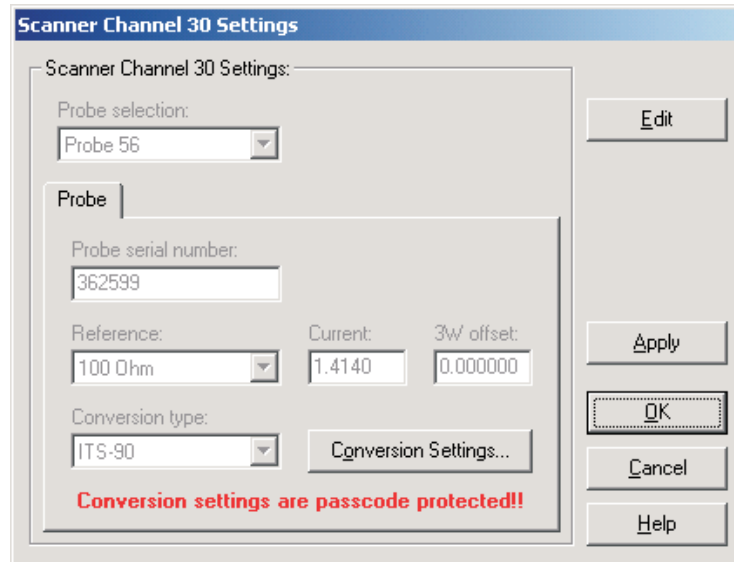 Scanner Channel 30 Settings
Scanner Channel 30 Settings:
Probe selection:
Probe 56
Edit
Probe
Probe serial number:
362599
Reference:
Current:
3W offset:
100 Ohm
1.4140
0.000000
Apply
Conversion type:
ITS-90
Conversion Settings...
OK
Cancel
Conversion settings are passcode protected!!
Help